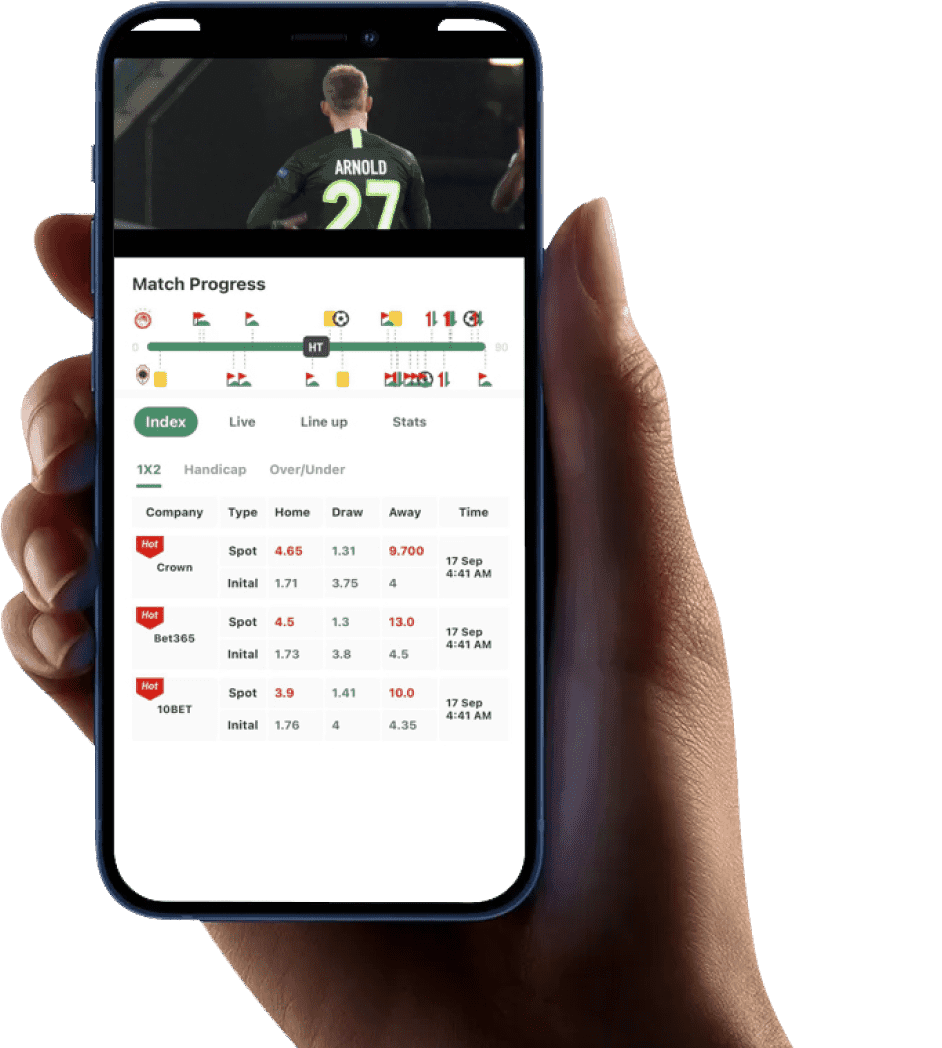 ARNOLD
27
Match Progress
0 HT 90
Index Live Line up Stats
1X2 Handicap Over/Under
Company Type Home Draw Away Time
Hot
Crown
Spot 4.65 1.31 9.700
Inital 1.71 3.75 4
17 Sep
4:41 AM
Hot
Bet365
Spot 4.5 1.3 13.0
Inital 1.73 3.8 4.5
17 Sep
4:41 AM
Hot
10BET
Spot 3.9 1.41 10.0
Inital 1.76 4 4.35
17 Sep
4:41 AM